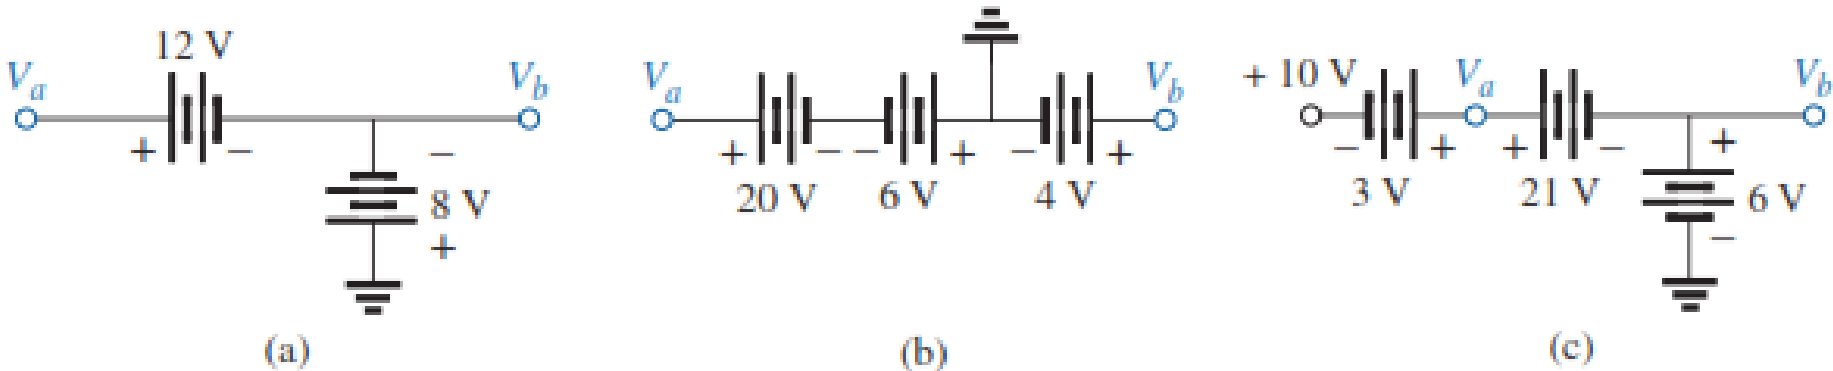 12 V
Va
Vb
+
−
−
8 V
+
(a)
Va
Vb
+
−
−
+
−
+
20 V
6 V
4 V
(b)
+ 10 V
Va
Vb
−
+
+
−
+
3 V
21 V
6 V
−
(c)